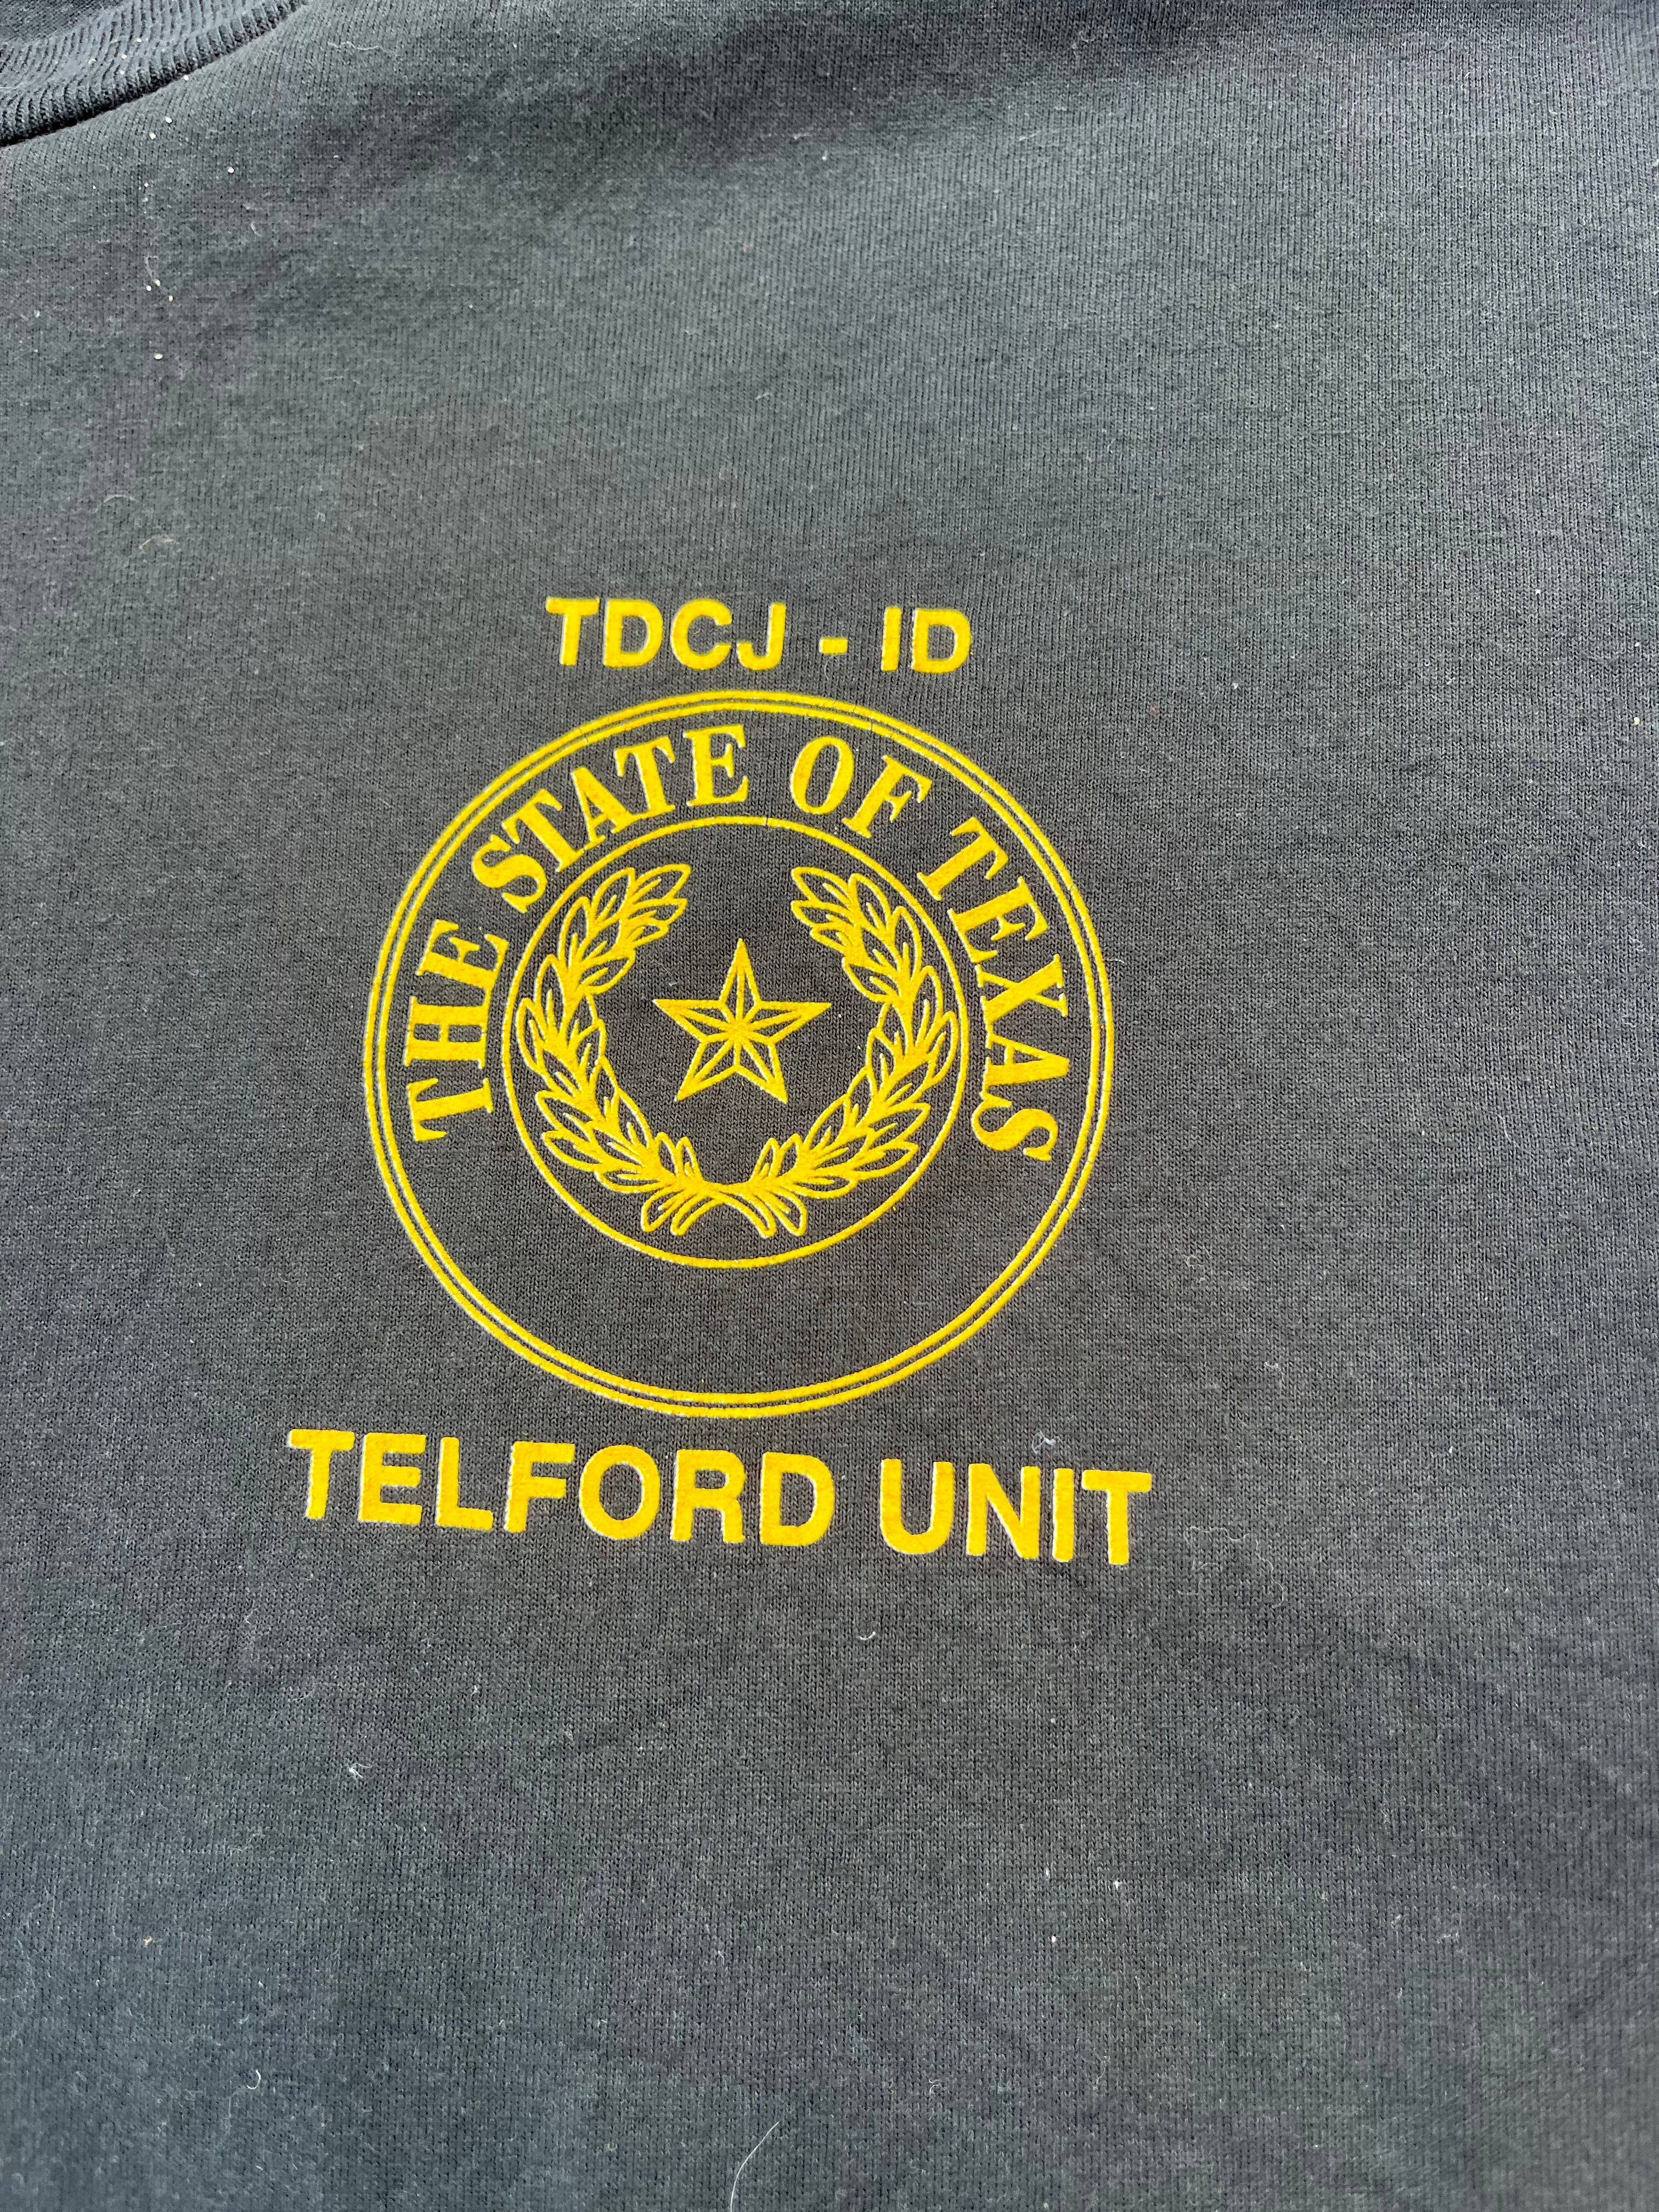 TDCJ - ID
THE STATE OF TEXAS
TELFORD UNIT